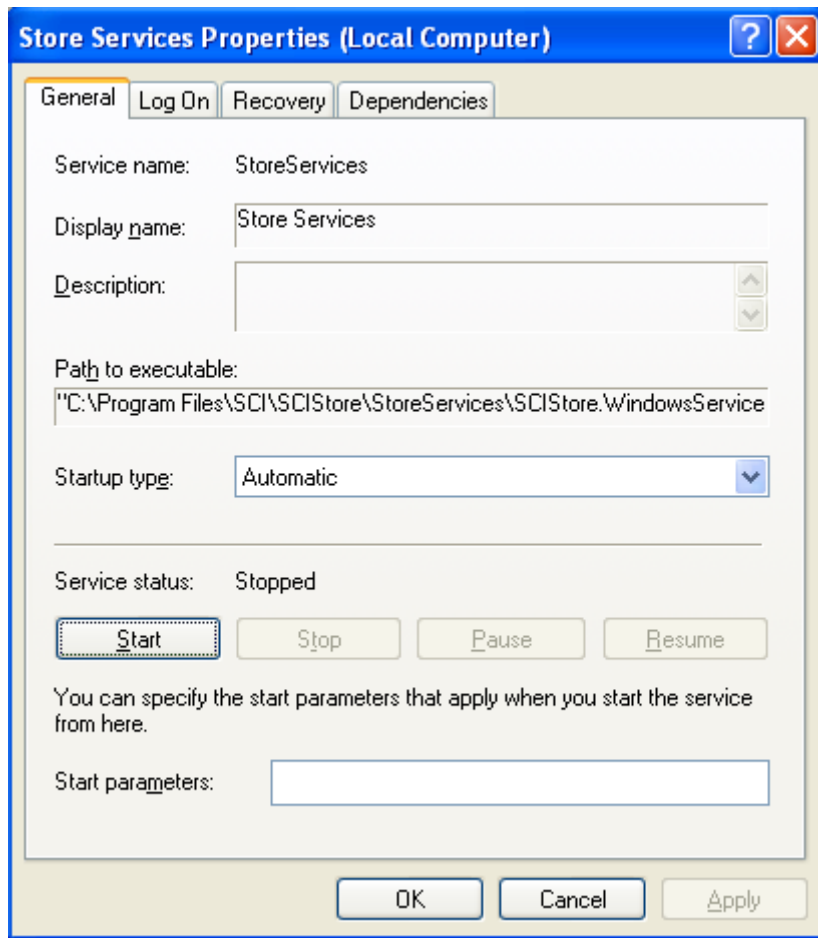 Store Services Properties (Local Computer)
General Log On Recovery Dependencies
Service name: StoreServices
Display name: Store Services
Description:
Path to executable:
"C:\Program Files\SCI\SCIStore\StoreServices\SCIStore.WindowsService
Startup type: Automatic
Service status: Stopped
Start Stop Pause Resume
You can specify the start parameters that apply when you start the service
from here.
Start parameters:
OK Cancel Apply